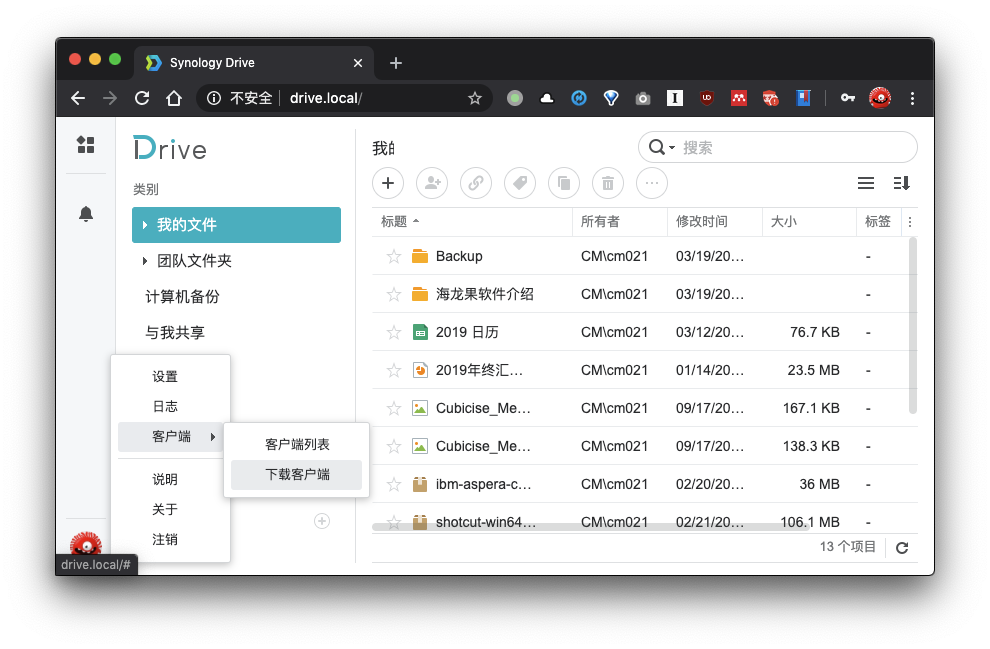 Synology Drive
不安全 drive.local/
Drive
类别
我的文件
团队文件夹
计算机备份
与我共享
设置
日志
客户端
客户端列表
下载客户端
说明
关于
注销
drive.local/#
我的
搜索
标题 所有者 修改时间 大小 标签
Backup CM\cm021 03/19/20… -
海龙果软件介绍 CM\cm021 03/19/20… -
2019 日历 CM\cm021 03/12/20… 76.7 KB -
2019年终汇… CM\cm021 01/14/20… 23.5 MB -
Cubicise_Me… CM\cm021 09/17/20… 167.1 KB -
Cubicise_Me… CM\cm021 09/17/20… 138.3 KB -
ibm-aspera-c… CM\cm021 02/20/20… 36 MB -
shotcut-win64… CM\cm021 02/21/20… 106.1 MB -
13 个项目